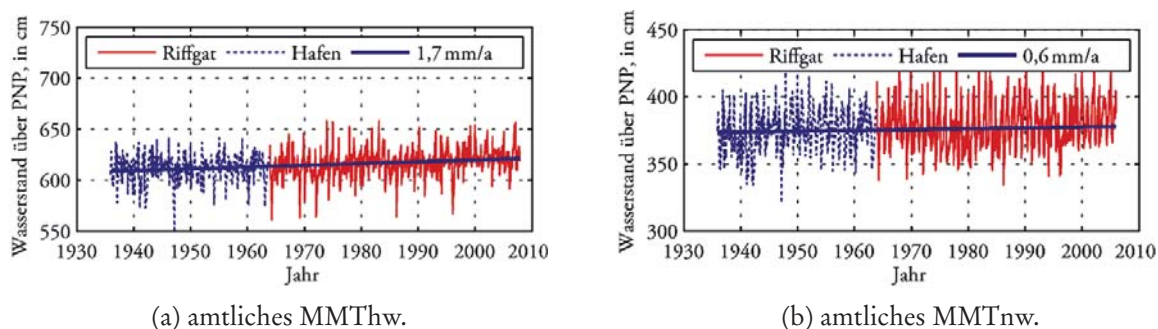 Wasserstand über PNP, in cm
750
700
650
600
550
Riffgat Hafen 1,7 mm/a
1930 1940 1950 1960 1970 1980 1990 2000 2010
Jahr
(a) amtliches MMThw.
Wasserstand über PNP, in cm
450
400
350
300
Riffgat Hafen 0,6 mm/a
1930 1940 1950 1960 1970 1980 1990 2000 2010
Jahr
(b) amtliches MMTnw.